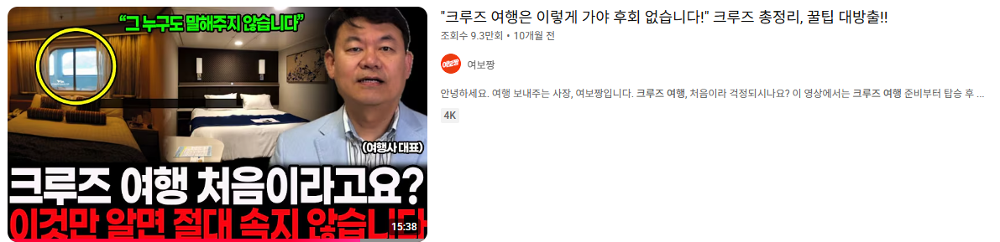 "크루즈 여행은 이렇게 가야 후회 없습니다!" 크루즈 총정리, 꿀팁 대방출!!
조회수 9.3만회 • 10개월 전
여보짱
여보짱
안녕하세요. 여행 보내주는 사장, 여보짱입니다. 크루즈 여행, 처음이라 걱정되시나요? 이 영상에서는 크루즈 여행 준비부터 탑승 후 ...
4K
“그 누구도 말해주지 않습니다”
(여행사 대표)
크루즈 여행 처음이라고요?
이것만 알면 절대 속지 않습니다
15:38